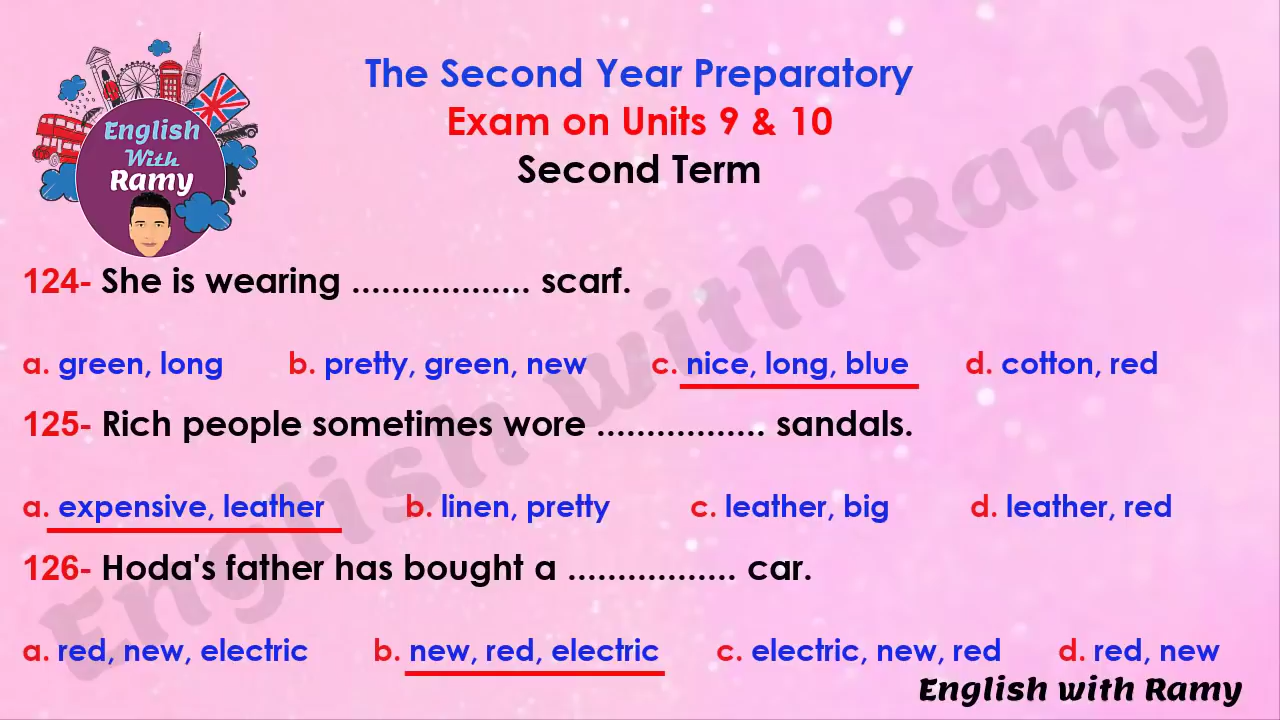 English
With
Ramy
The Second Year Preparatory
Exam on Units 9 & 10
Second Term
124- She is wearing .................. scarf.
a. green, long b. pretty, green, new c. nice, long, blue d. cotton, red
125- Rich people sometimes wore ................. sandals.
a. expensive, leather b. linen, pretty c. leather, big d. leather, red
126- Hoda's father has bought a ................. car.
a. red, new, electric b. new, red, electric c. electric, new, red d. red, new
English with Ramy
English with Ramy